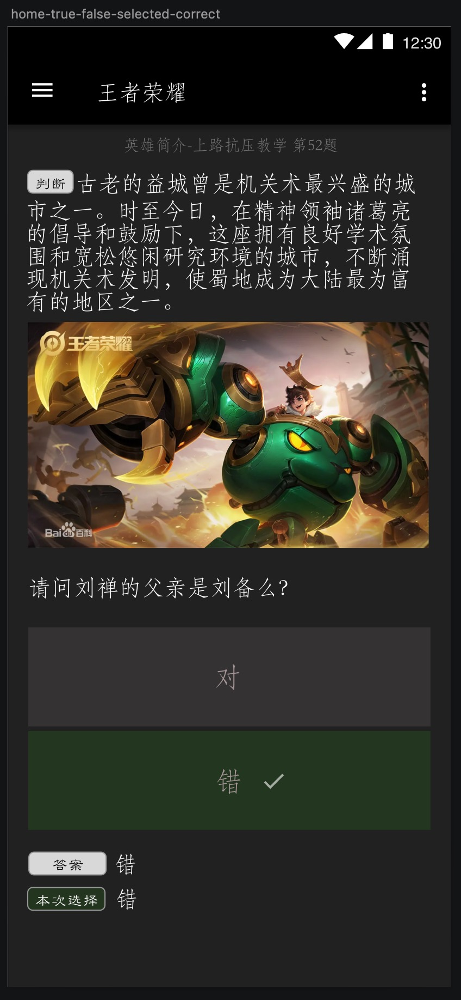 home-true-false-selected-correct
12:30
王者荣耀
英雄简介-上路抗压教学 第52题
判断 古老的益城曾是机关术最兴盛的城
市之一。时至今日，在精神领袖诸葛亮
的倡导和鼓励下，这座拥有良好学术氛
围和宽松悠闲研究环境的城市，不断涌
现机关术发明，使蜀地成为大陆最为富
有的地区之一。
王者荣耀
Bai du 百科
请问刘禅的父亲是刘备么?
对
错
答案 错
本次选择 错